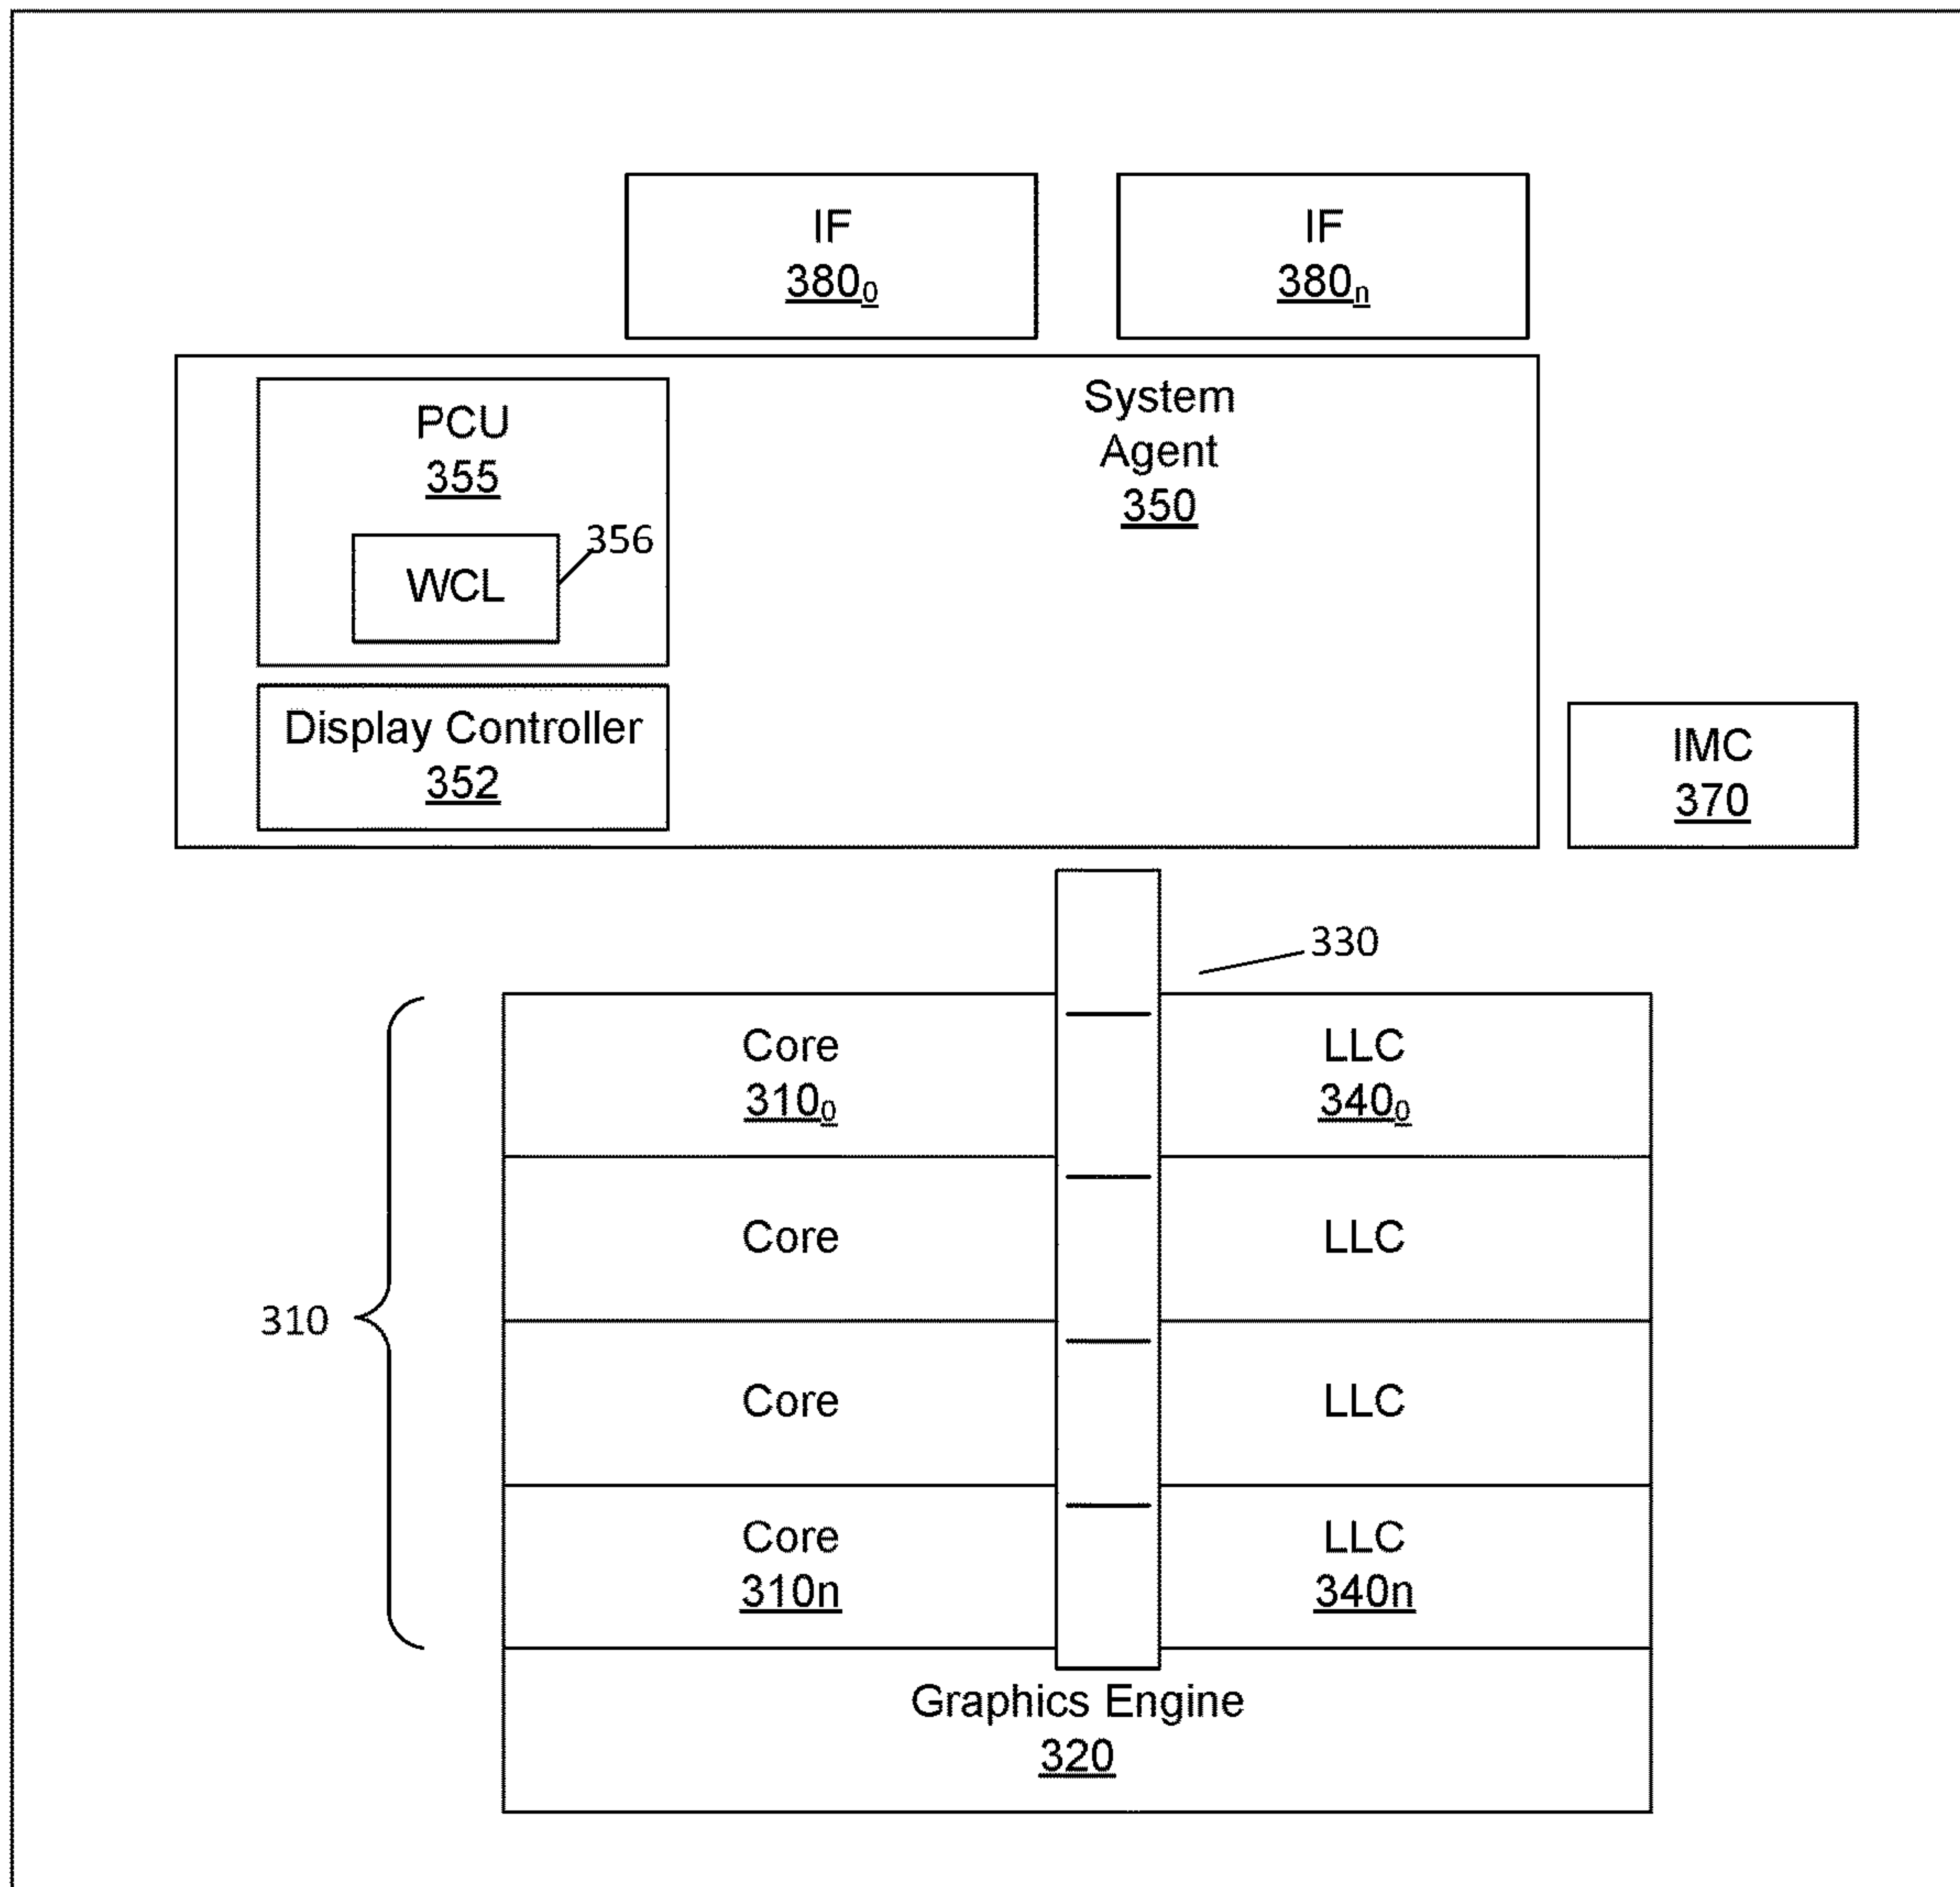 IF
380₀
IF
380ₙ
PCU
355
WCL
356
System
Agent
350
Display Controller
352
IMC
370
330
310
Core
310₀
LLC
340₀
Core
LLC
Core
LLC
Core
310n
LLC
340n
Graphics Engine
320